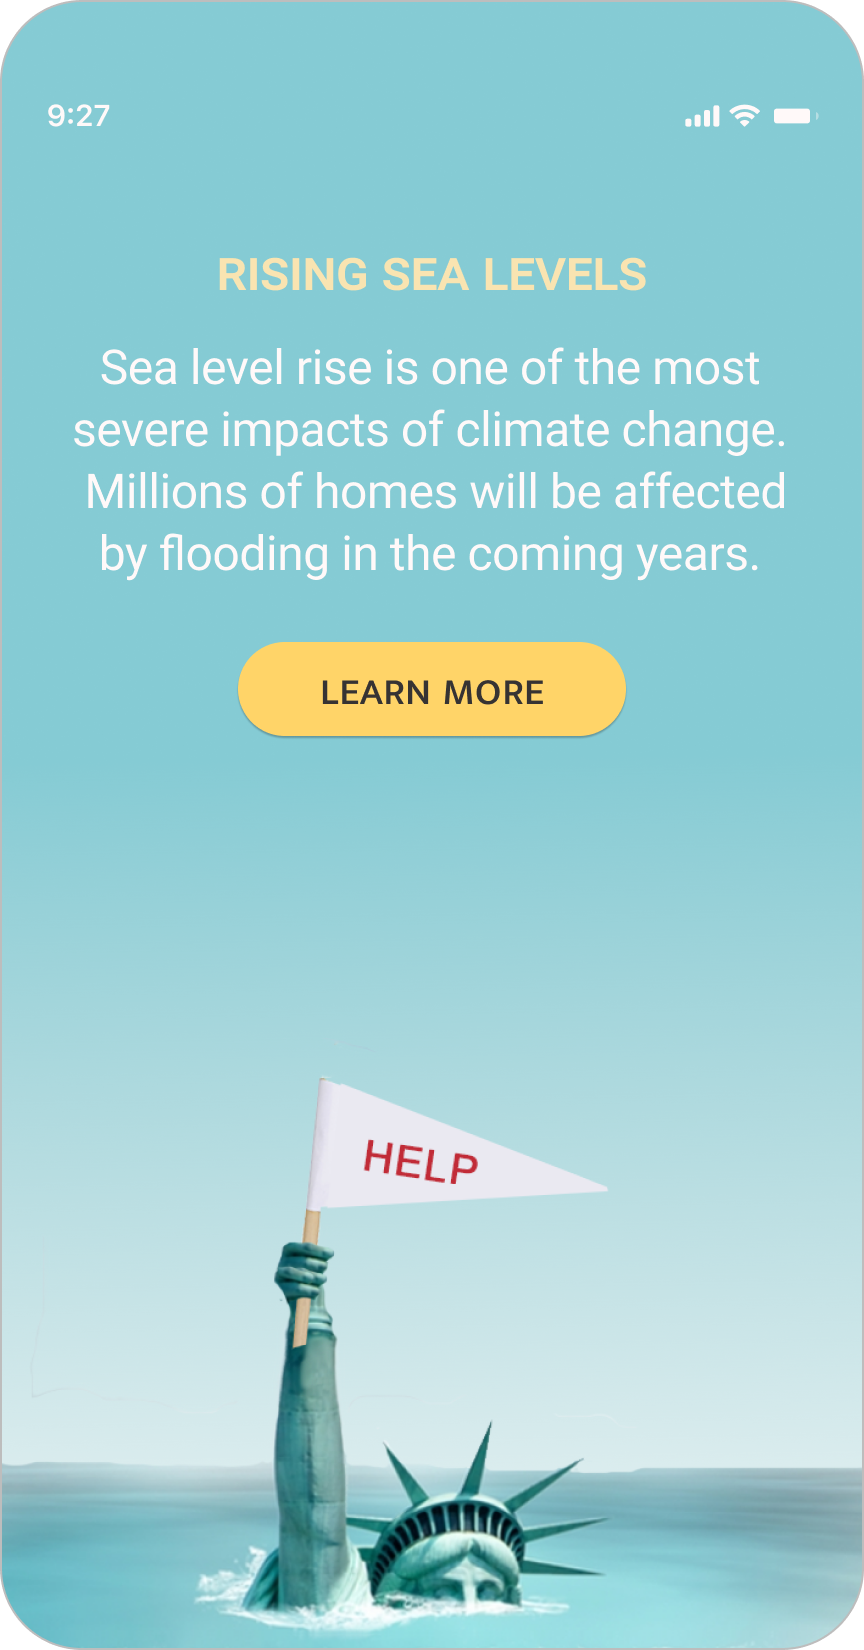 9:27
RISING SEA LEVELS
Sea level rise is one of the most
severe impacts of climate change.
Millions of homes will be affected
by flooding in the coming years.
LEARN MORE
HELP